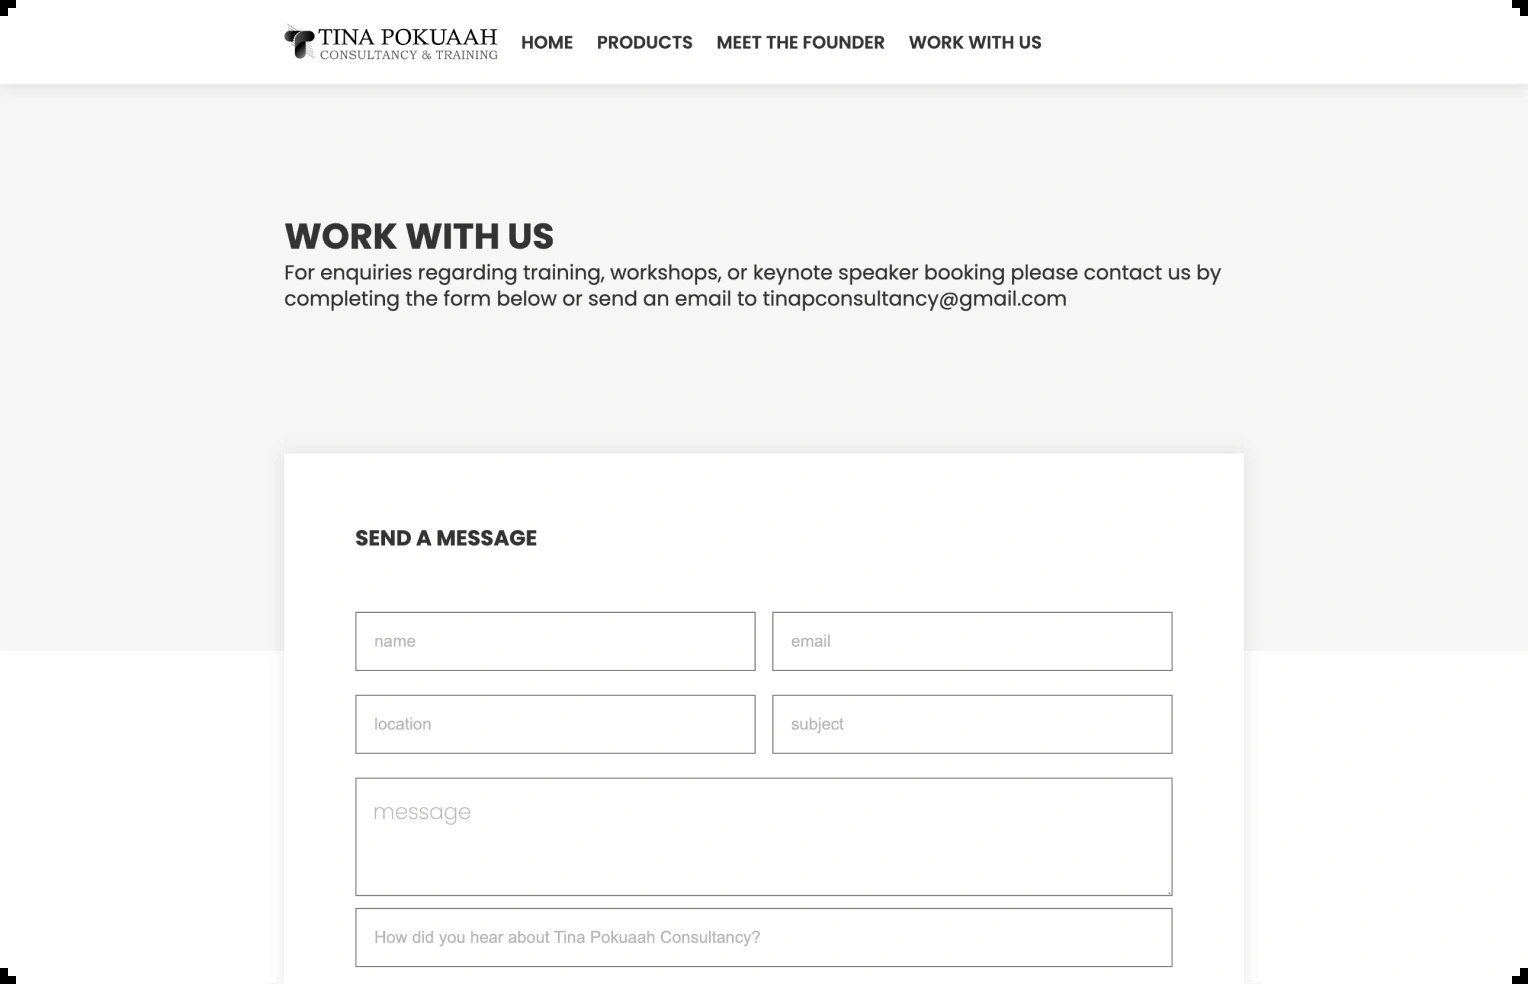 TINA POKUAAH
CONSULTANCY & TRAINING
HOME PRODUCTS MEET THE FOUNDER WORK WITH US
WORK WITH US
For enquiries regarding training, workshops, or keynote speaker booking please contact us by
completing the form below or send an email to tinapconsultancy@gmail.com
SEND A MESSAGE
name email
location subject
message
How did you hear about Tina Pokuaah Consultancy?